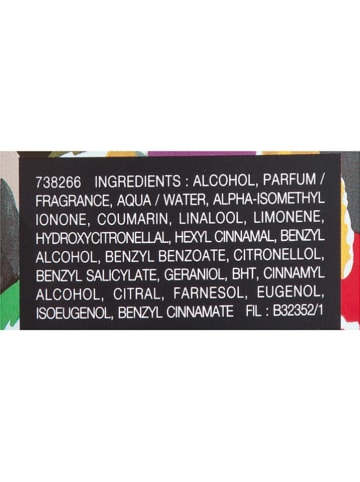 738266 INGREDIENTS : ALCOHOL, PARFUM /
FRAGRANCE, AQUA / WATER, ALPHA-ISOMETHYL
IONONE, COUMARIN, LINALOOL, LIMONENE,
HYDROXYCITRONELLAL, HEXYL CINNAMAL, BENZYL
ALCOHOL, BENZYL BENZOATE, CITRONELLOL,
BENZYL SALICYLATE, GERANIOL, BHT, CINNAMYL
ALCOHOL, CITRAL, FARNESOL, EUGENOL,
ISOEUGENOL, BENZYL CINNAMATE FIL : B32352/1